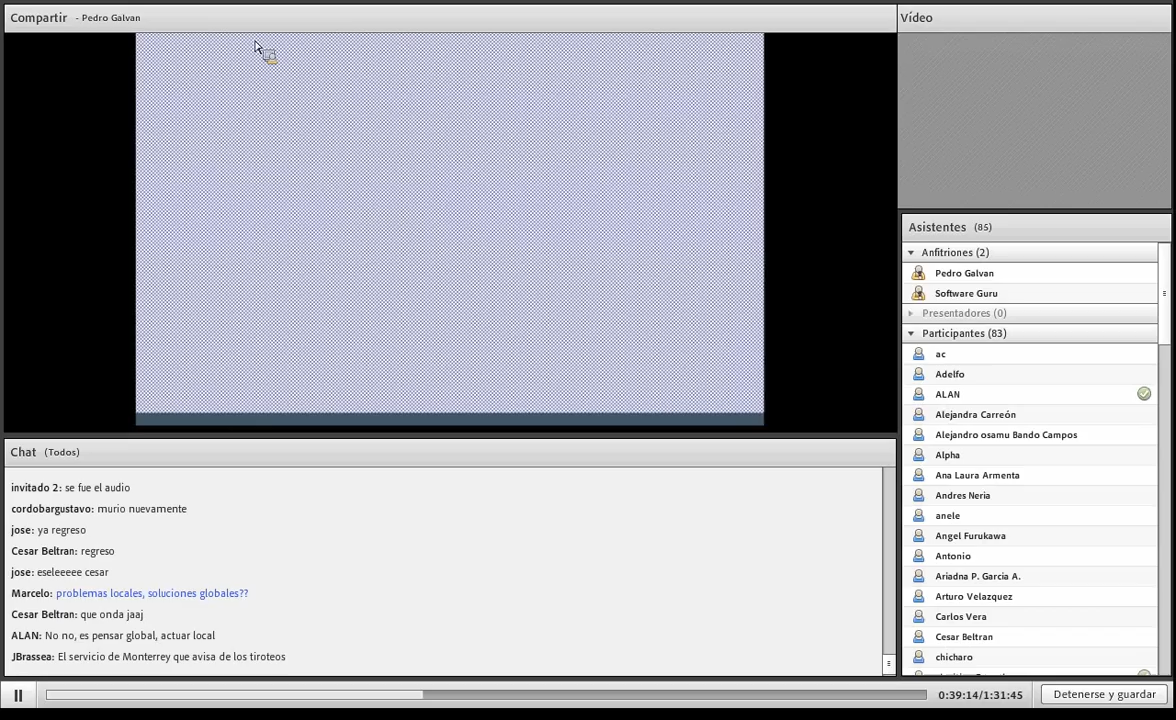 Compartir - Pedro Galvan
Vídeo
Asistentes (85)
Anfitriones (2)
Pedro Galvan
Software Guru
Presentadores (0)
Participantes (83)
ac
Adelfo
ALAN
Alejandra Carreón
Alejandro osamu Bando Campos
Alpha
Ana Laura Armenta
Andres Neria
anele
Angel Furukawa
Antonio
Ariadna P. Garcia A.
Arturo Velazquez
Carlos Vera
Cesar Beltran
chicharo
Chat (Todos)
invitado 2: se fue el audio
cordobargustavo: murio nuevamente
jose: ya regreso
Cesar Beltran: regreso
jose: eseleeeee cesar
Marcelo: problemas locales, soluciones globales??
Cesar Beltran: que onda jaaj
ALAN: No no, es pensar global, actuar local
JBrassea: El servicio de Monterrey que avisa de los tiroteos
0:39:14/1:31:45
Detenerse y guardar